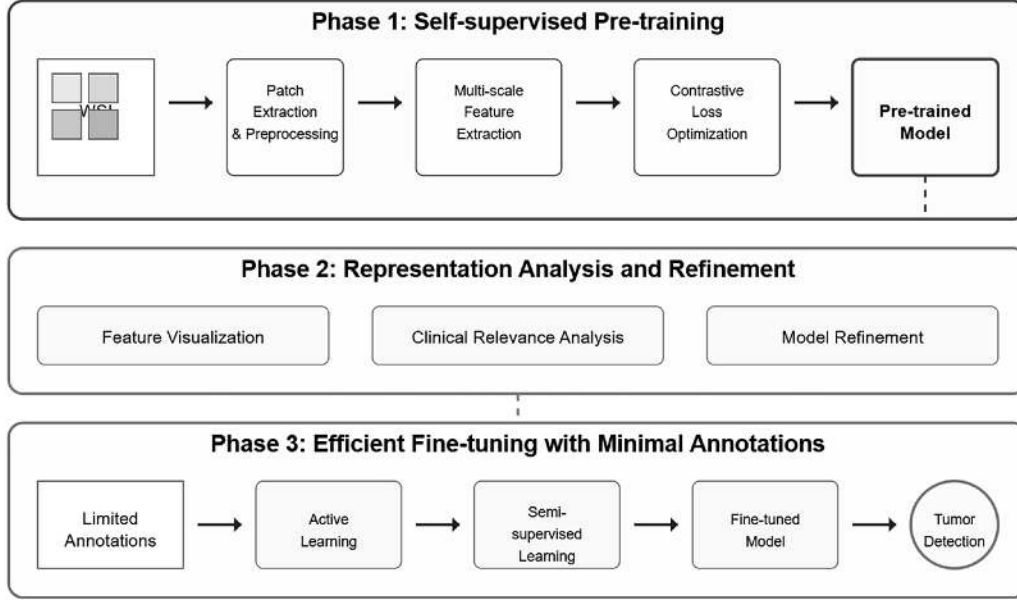 Phase 1: Self-supervised Pre-training
WSI
Patch
Extraction
& Preprocessing
Multi-scale
Feature
Extraction
Contrastive
Loss
Optimization
Pre-trained
Model
Phase 2: Representation Analysis and Refinement
Feature Visualization
Clinical Relevance Analysis
Model Refinement
Phase 3: Efficient Fine-tuning with Minimal Annotations
Limited
Annotations
Active
Learning
Semi-
supervised
Learning
Fine-tuned
Model
Tumor
Detection